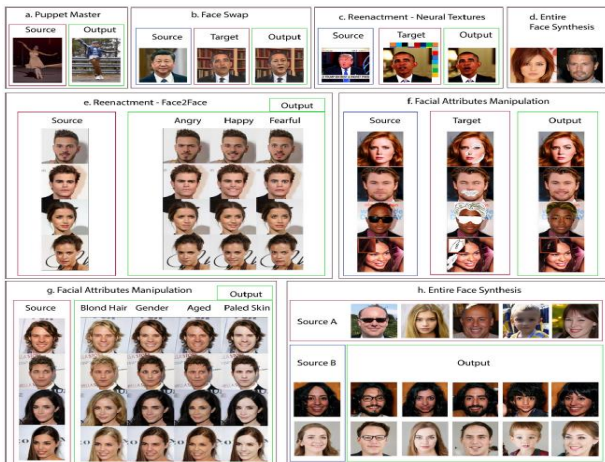 a. Puppet Master
Source Output
b. Face Swap
Source Target Output
c. Reenactment - Neural Textures
Source Target Output
d. Entire
Face Synthesis
e. Reenactment - Face2Face
Output
Source Angry Happy Fearful
f. Facial Attributes Manipulation
Source Target Output
g. Facial Attributes Manipulation
Output
Source Blond Hair Gender Aged Paled Skin
h. Entire Face Synthesis
Source A
Source B Output